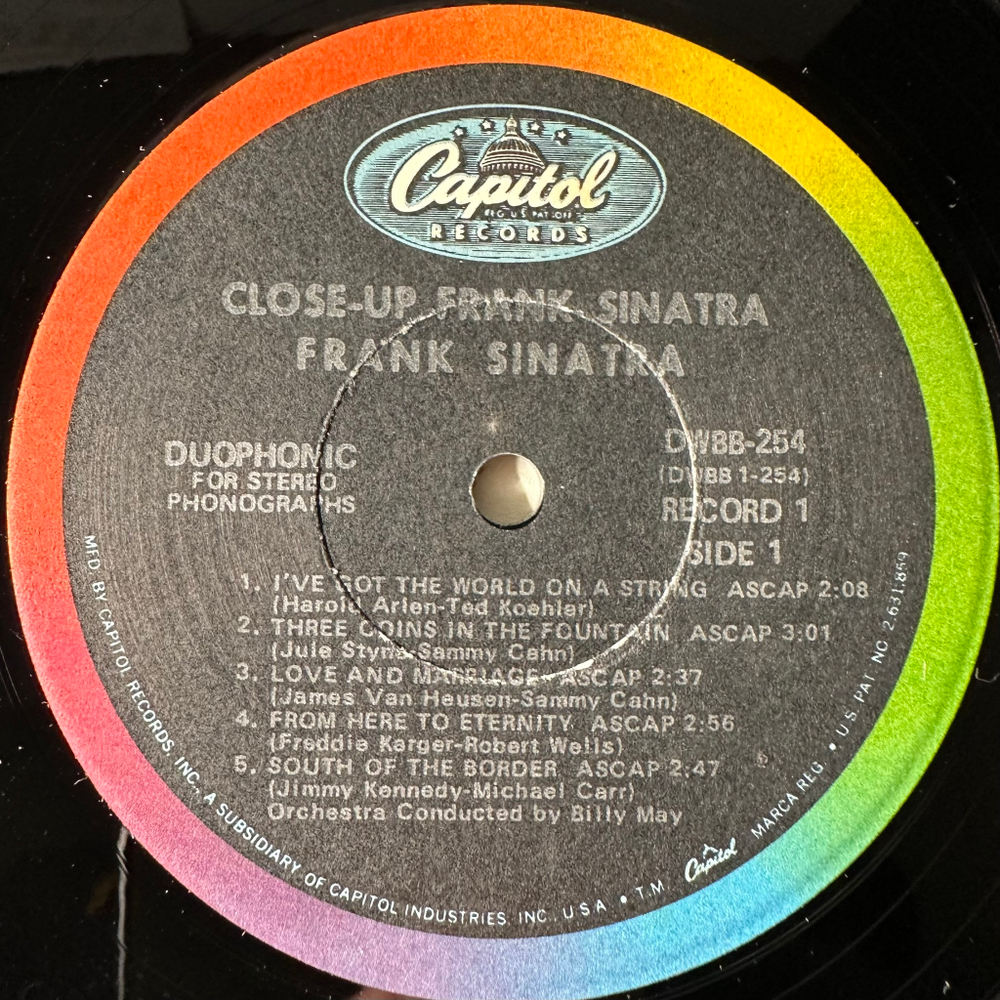 Capitol
REG. U.S. PAT. OFF.
RECORDS
CLOSE-UP FRANK SINATRA
FRANK SINATRA
DUOPHONIC
FOR STEREO
PHONOGRAPHS
DWBB-254
(DWBB 1-254)
RECORD 1
SIDE 1
1. I'VE GOT THE WORLD ON A STRING ASCAP 2:08
(Harold Arlen-Ted Koehler)
2. THREE COINS IN THE FOUNTAIN ASCAP 3:01
(Jule Styne-Sammy Cahn)
3. LOVE AND MARRIAGE ASCAP 2:37
(James Van Heusen-Sammy Cahn)
4. FROM HERE TO ETERNITY ASCAP 2:56
(Freddie Karger-Robert Wells)
5. SOUTH OF THE BORDER ASCAP 2:47
(Jimmy Kennedy-Michael Carr)
Orchestra Conducted by Billy May
MFD. BY CAPITOL RECORDS, INC., A SUBSIDIARY OF CAPITOL INDUSTRIES, INC., U.S.A. • T.M. Capitol MARCA REG. • U.S. PAT. NO. 2,631,859